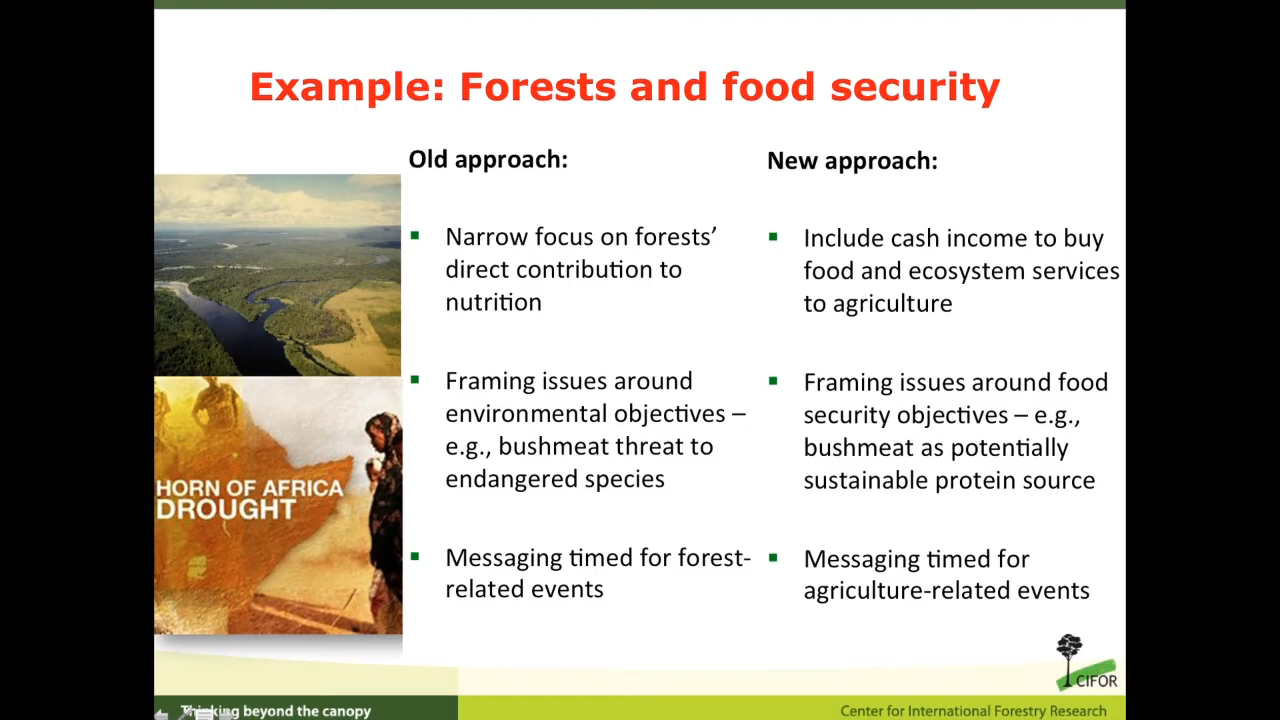 Example: Forests and food security
Old approach:
Narrow focus on forests’
direct contribution to
nutrition
Framing issues around
environmental objectives –
e.g., bushmeat threat to
endangered species
Messaging timed for forest-
related events
New approach:
Include cash income to buy
food and ecosystem services
to agriculture
Framing issues around food
security objectives – e.g.,
bushmeat as potentially
sustainable protein source
Messaging timed for
agriculture-related events
HORN OF AFRICA
DROUGHT
CIFOR
Thinking beyond the canopy
Center for International Forestry Research